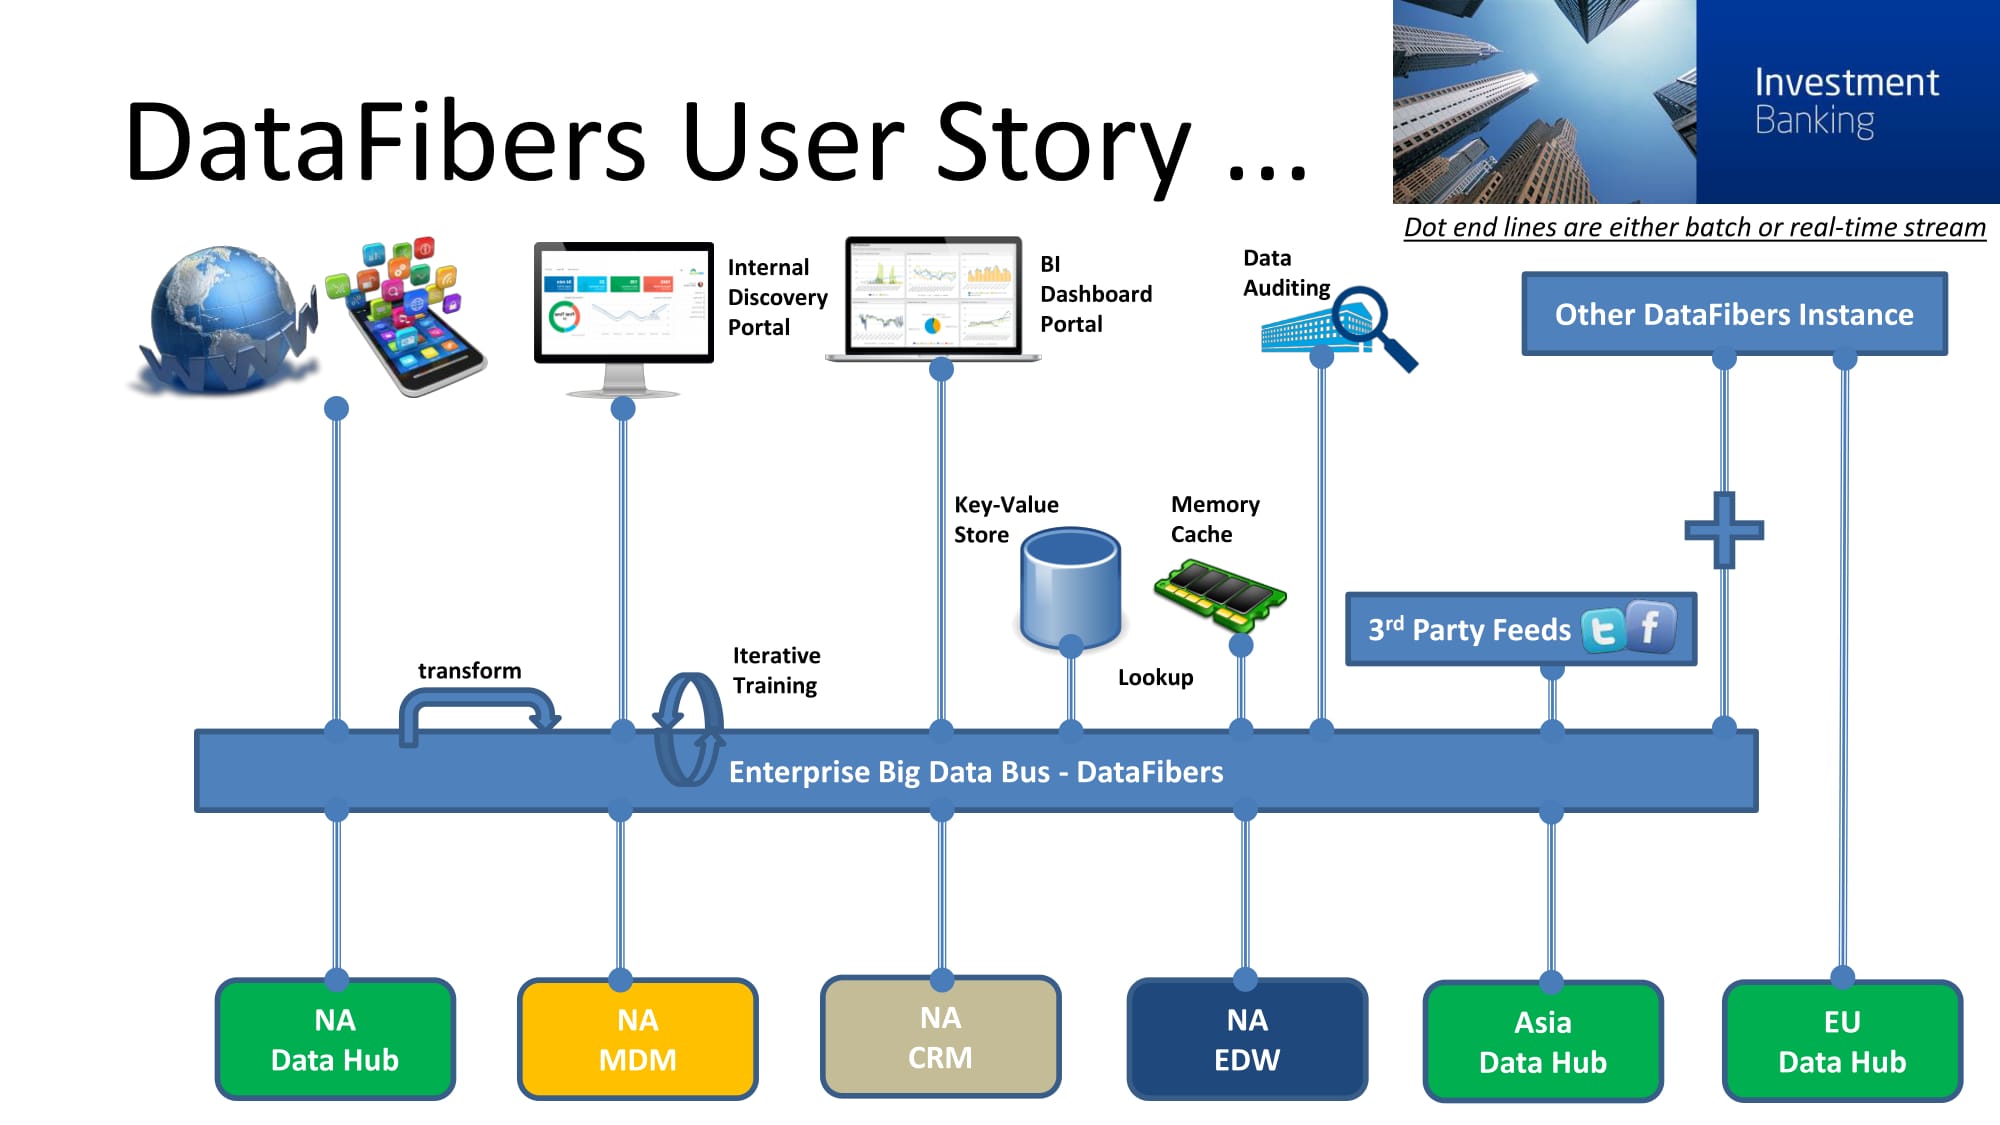 DataFibers User Story ...
Investment
Banking
Dot end lines are either batch or real-time stream
WWW
Internal
Discovery
Portal
BI
Dashboard
Portal
Data
Auditing
Other DataFibers Instance
Key-Value
Store
Memory
Cache
3rd Party Feeds
Lookup
transform
Iterative
Training
Enterprise Big Data Bus - DataFibers
NA
Data Hub
NA
MDM
NA
CRM
NA
EDW
Asia
Data Hub
EU
Data Hub